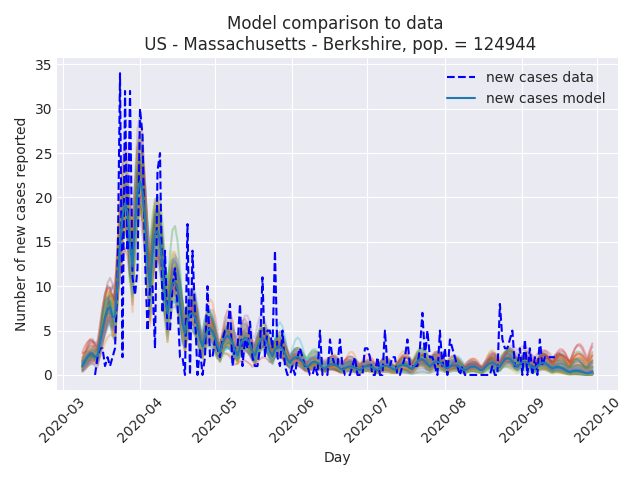 Model comparison to data
US - Massachusetts - Berkshire, pop. = 124944
35
30
25
20
15
10
5
0
Number of new cases reported
new cases data
new cases model
2020-03
2020-04
2020-05
2020-06
2020-07
2020-08
2020-09
2020-10
Day